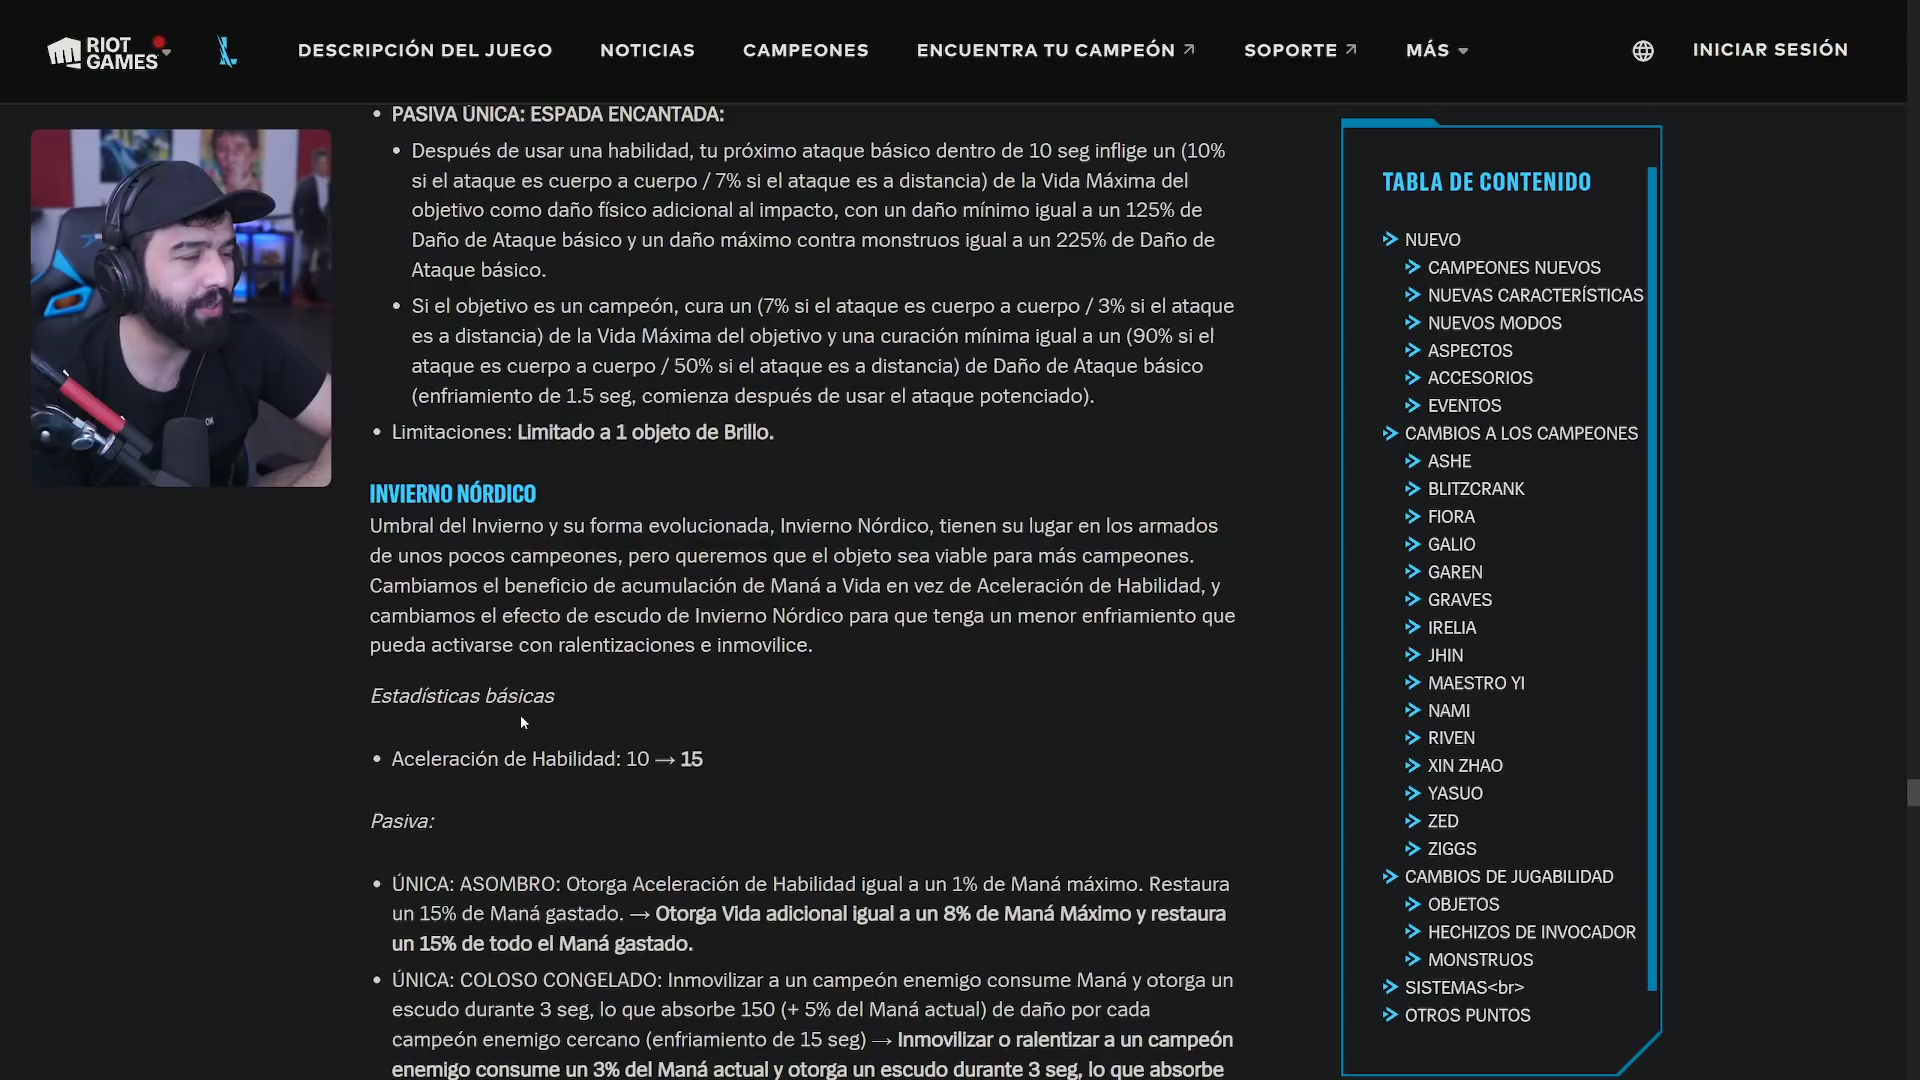 RIOT
GAMES
DESCRIPCIÓN DEL JUEGO
NOTICIAS
CAMPEONES
ENCUENTRA TU CAMPEÓN
SOPORTE
MÁS
INICIAR SESIÓN
• PASIVA ÚNICA: ESPADA ENCANTADA:
• Después de usar una habilidad, tu próximo ataque básico dentro de 10 seg inflige un (10%
si el ataque es cuerpo a cuerpo / 7% si el ataque es a distancia) de la Vida Máxima del
objetivo como daño físico adicional al impacto, con un daño mínimo igual a un 125% de
Daño de Ataque básico y un daño máximo contra monstruos igual a un 225% de Daño de
Ataque básico.
• Si el objetivo es un campeón, cura un (7% si el ataque es cuerpo a cuerpo / 3% si el ataque
es a distancia) de la Vida Máxima del objetivo y una curación mínima igual a un (90% si el
ataque es cuerpo a cuerpo / 50% si el ataque es a distancia) de Daño de Ataque básico
(enfriamiento de 1.5 seg, comienza después de usar el ataque potenciado).
• Limitaciones: Limitado a 1 objeto de Brillo.
INVIERNO NÓRDICO
Umbral del Invierno y su forma evolucionada, Invierno Nórdico, tienen su lugar en los armados
de unos pocos campeones, pero queremos que el objeto sea viable para más campeones.
Cambiamos el beneficio de acumulación de Maná a Vida en vez de Aceleración de Habilidad, y
cambiamos el efecto de escudo de Invierno Nórdico para que tenga un menor enfriamiento que
pueda activarse con ralentizaciones e inmovilice.
Estadísticas básicas
• Aceleración de Habilidad: 10 → 15
Pasiva:
• ÚNICA: ASOMBRO: Otorga Aceleración de Habilidad igual a un 1% de Maná máximo. Restaura
un 15% de Maná gastado. → Otorga Vida adicional igual a un 8% de Maná Máximo y restaura
un 15% de todo el Maná gastado.
• ÚNICA: COLOSO CONGELADO: Inmovilizar a un campeón enemigo consume Maná y otorga un
escudo durante 3 seg, lo que absorbe 150 (+ 5% del Maná actual) de daño por cada
campeón enemigo cercano (enfriamiento de 15 seg) → Inmovilizar o ralentizar a un campeón
enemigo consume un 3% del Maná actual y otorga un escudo durante 3 seg, lo que absorbe
TABLA DE CONTENIDO
NUEVO
CAMPEONES NUEVOS
NUEVAS CARACTERÍSTICAS
NUEVOS MODOS
ASPECTOS
ACCESORIOS
EVENTOS
CAMBIOS A LOS CAMPEONES
ASHE
BLITZCRANK
FIORA
GALIO
GAREN
GRAVES
IRELIA
JHIN
MAESTRO YI
NAMI
RIVEN
XIN ZHAO
YASUO
ZED
ZIGGS
CAMBIOS DE JUGABILIDAD
OBJETOS
HECHIZOS DE INVOCADOR
MONSTRUOS
SISTEMAS<br>
OTROS PUNTOS